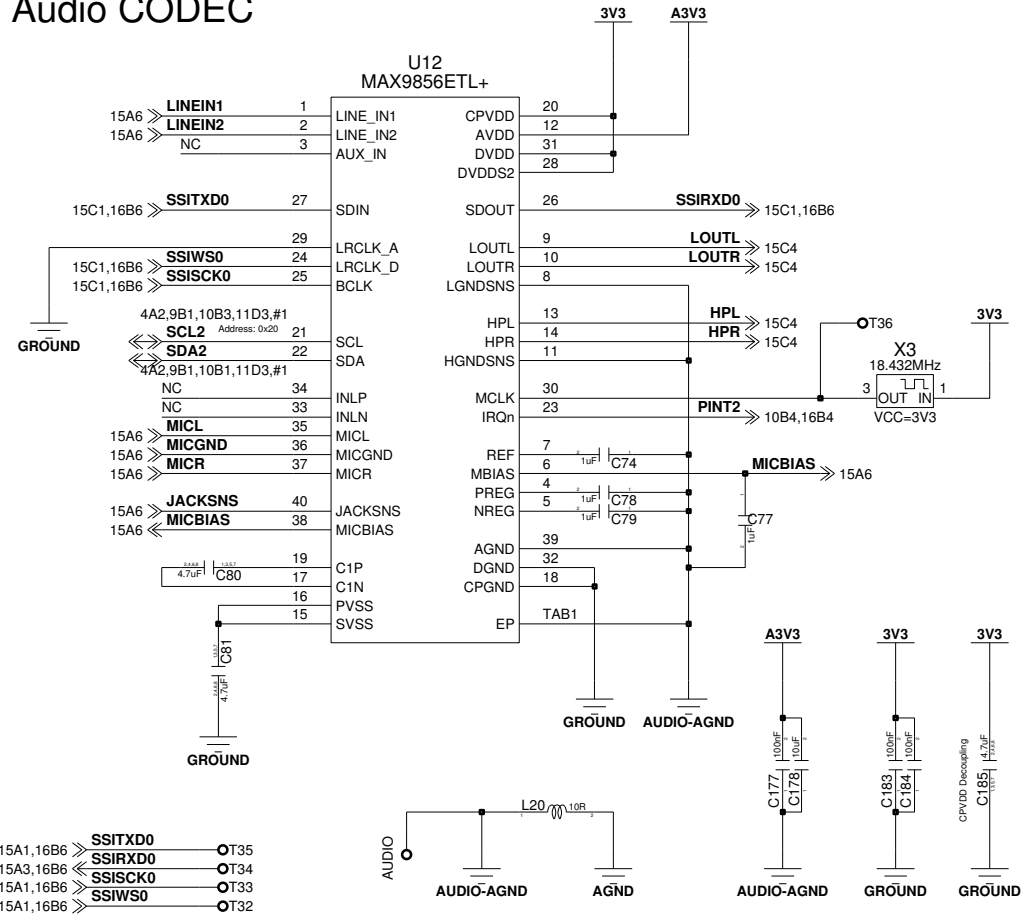 Audio CODEC
3V3 A3V3
U12
MAX9856ETL+
15A6 LINEIN1 1 LINE_IN1 CPVDD 20
15A6 LINEIN2 2 LINE_IN2 AVDD 12
NC 3 AUX_IN DVDD 31
DVDDS2 28
15C1,16B6 SSITXD0 27 SDIN SDOUT 26 SSIRXD0 15C1,16B6
29 LRCLK_A LOUTL 9 LOUTL 15C4
15C1,16B6 SSIWS0 24 LRCLK_D LOUTR 10 LOUTR 15C4
15C1,16B6 SSISCK0 25 BCLK LGNDSNS 8
GROUND
4A2,9B1,10B3,11D3,#1
SCL2 Address: 0x20 21 SCL HPL 13 HPL 15C4
SDA2 22 SDA HPR 14 HPR 15C4
4A2,9B1,10B1,11D3,#1
HGNDSNS 11
T36
3V3
X3
18.432MHz
3 OUT IN 1
VCC=3V3
NC 34 INLP MCLK 30
NC 33 INLN IRQn 23 PINT2 10B4,16B4
15A6 MICL 35 MICL
15A6 MICGND 36 MICGND REF 7 1uF C74
15A6 MICR 37 MICR MBIAS 6 MICBIAS 15A6
PREG 4 1uF C78
15A6 JACKSNS 40 JACKSNS NREG 5 1uF C79
15A6 MICBIAS 38 MICBIAS
C77 1uF
AGND 39
4.7uF C80 19 C1P DGND 32
17 C1N CPGND 18
16 PVSS
15 SVSS EP TAB1
C81 4.7uF
GROUND
GROUND AUDIO-AGND
A3V3 3V3 3V3
C177 100nF C178 10uF
C183 100nF C184 100nF
CPVDD Decoupling C185 4.7uF
AUDIO-AGND GROUND GROUND
AUDIO
L20 10R
AUDIO-AGND AGND
15A1,16B6 SSITXD0 T35
15A3,16B6 SSIRXD0 T34
15A1,16B6 SSISCK0 T33
15A1,16B6 SSIWS0 T32